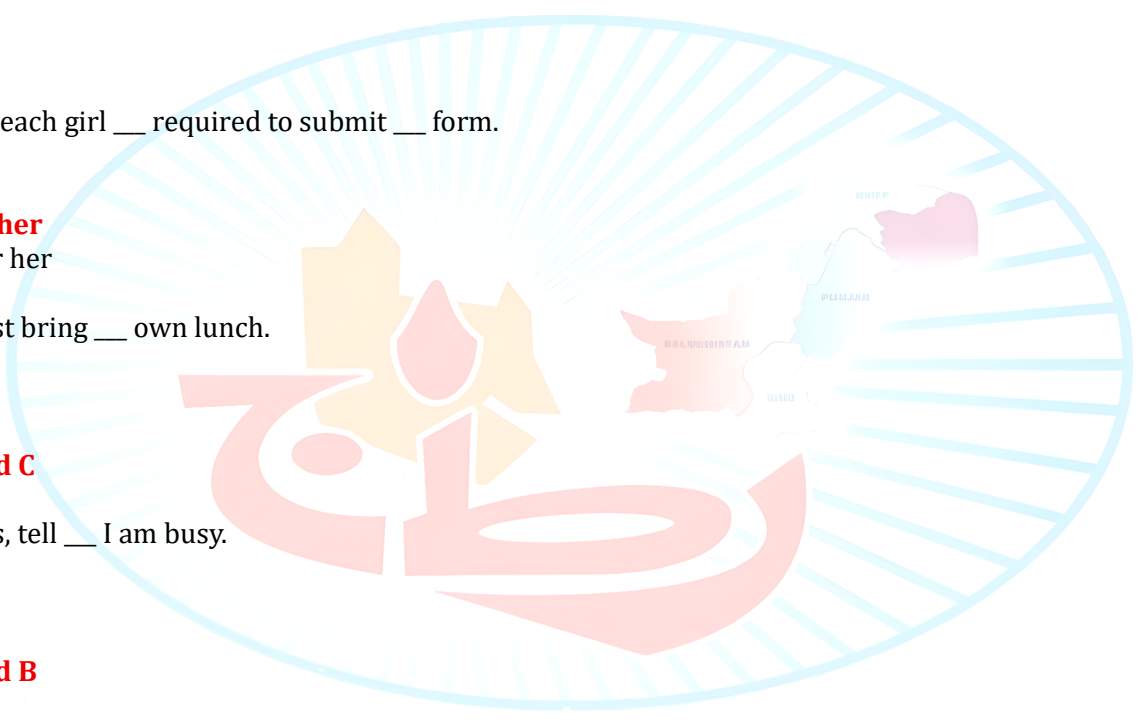 each girl ___ required to submit ___ form.
her
her
st bring ___ own lunch.
d C
s, tell ___ I am busy.
d B
PUNJAB